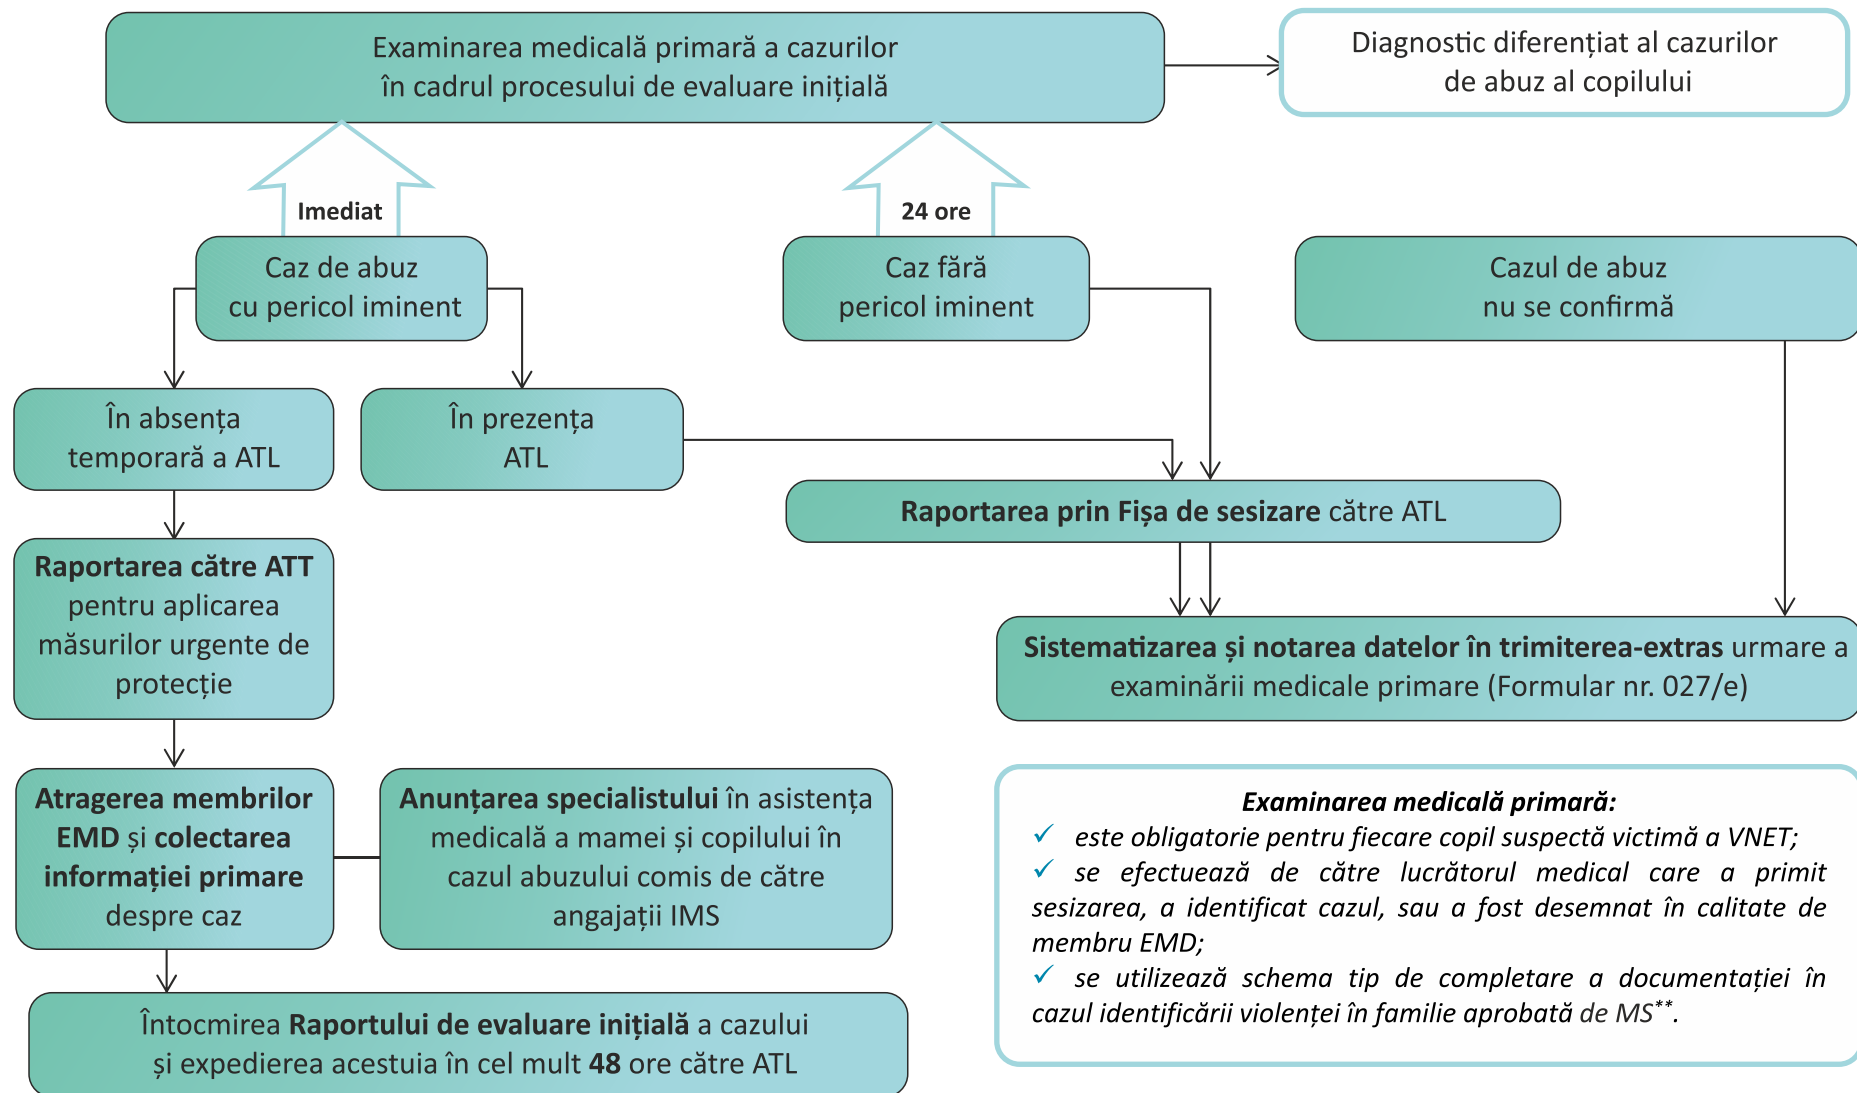 Examinarea medicală primară a cazurilor
în cadrul procesului de evaluare inițială
Diagnostic diferențiat al cazurilor
de abuz al copilului
Imediat
24 ore
Caz de abuz
cu pericol iminent
Caz fără
pericol iminent
Cazul de abuz
nu se confirmă
În absența
temporară a ATL
În prezența
ATL
Raportarea prin Fișa de sesizare către ATL
Raportarea către ATT
pentru aplicarea
măsurilor urgente de
protecție
Sistematizarea și notarea datelor în trimiterea-extras urmare a
examinării medicale primare (Formular nr. 027/e)
Atragerea membrilor
EMD și colectarea
informației primare
despre caz
Anunțarea specialistului în asistența
medicală a mamei și copilului în
cazul abuzului comis de către
angajații IMS
Întocmirea Raportului de evaluare inițială a cazului
și expedierea acestuia în cel mult 48 ore către ATL
Examinarea medicală primară:
✓ este obligatorie pentru fiecare copil suspectă victimă a VNET;
✓ se efectuează de către lucrătorul medical care a primit
sesizarea, a identificat cazul, sau a fost desemnat în calitate de
membru EMD;
✓ se utilizează schema tip de completare a documentației în
cazul identificării violenței în familie aprobată de MS**.